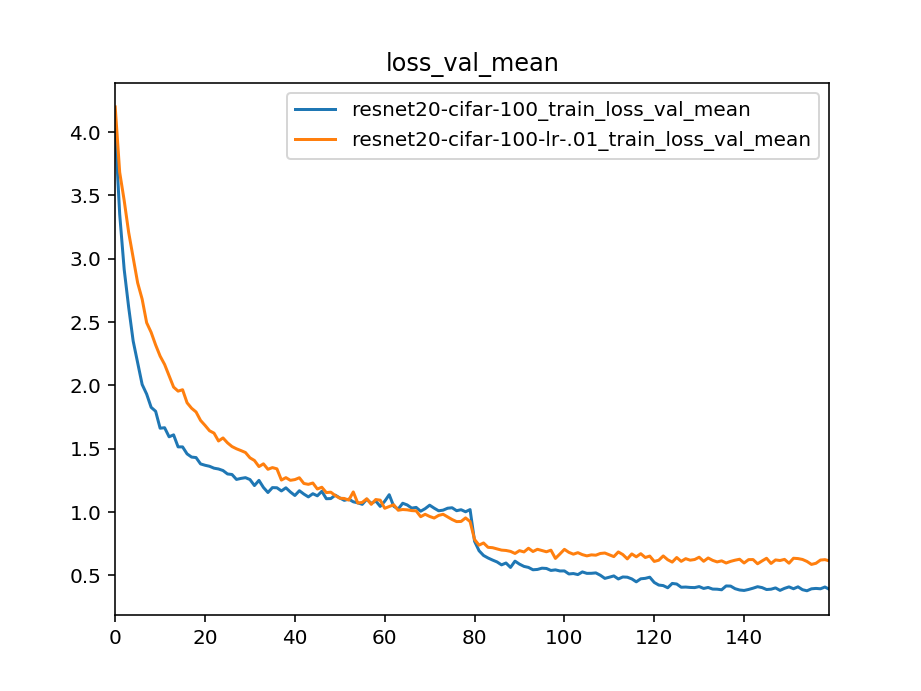 loss_val_mean
resnet20-cifar-100_train_loss_val_mean
resnet20-cifar-100-lr-.01_train_loss_val_mean
4.0
3.5
3.0
2.5
2.0
1.5
1.0
0.5
0 20 40 60 80 100 120 140